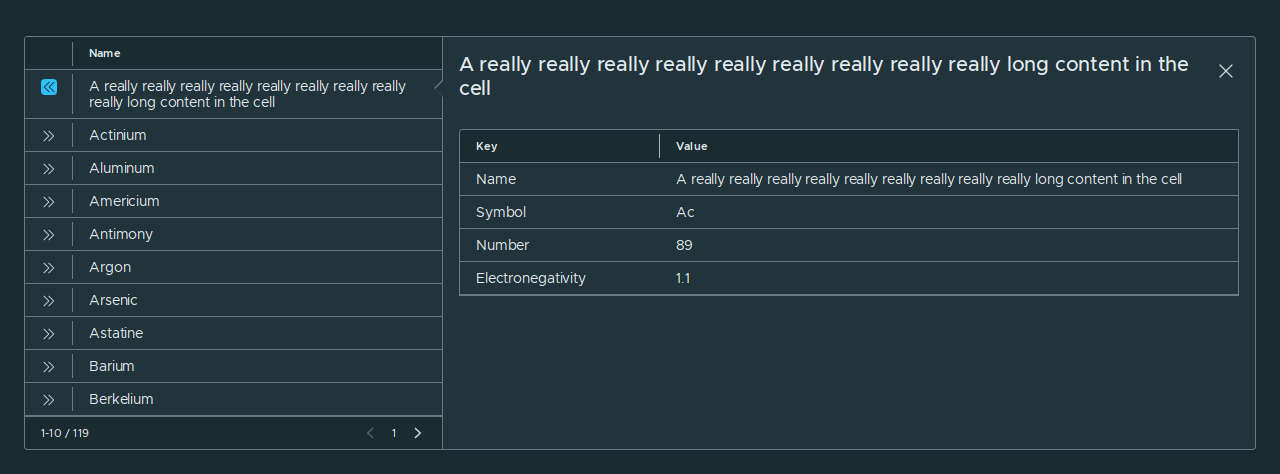 Name
A really really really really really really really really
really long content in the cell
Actinium
Aluminum
Americium
Antimony
Argon
Arsenic
Astatine
Barium
Berkelium
1-10 / 119
1
A really really really really really really really really really long content in the
cell
Key Value
Name A really really really really really really really really really long content in the cell
Symbol Ac
Number 89
Electronegativity 1.1